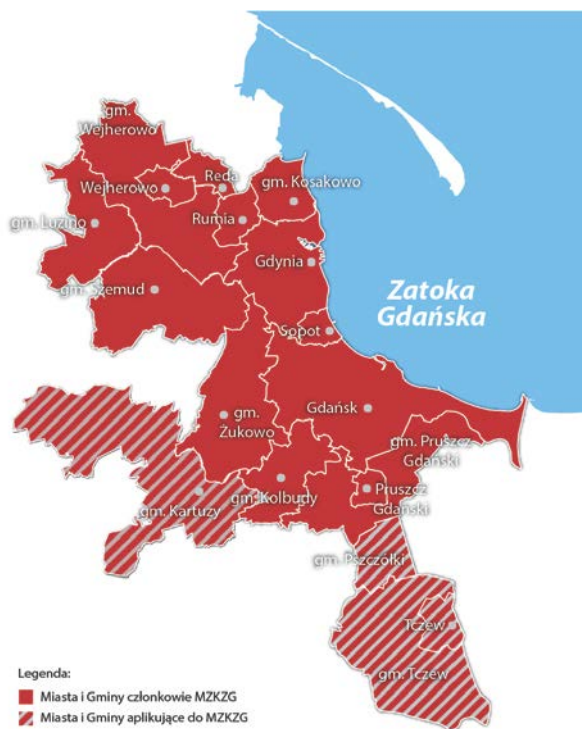 gm.
Wejherowo
Reda
Wejherowo
gm. Kosakowo
gm. Luzino
Rumia
Gdynia
gm. Szemud
Zatoka
Gdańska
Sopot
gm.
Żukowo
Gdańsk
gm. Pruszcz
Gdański
gm. Kolbudy
Pruszcz
Gdański
gm. Kartuzy
gm. Pszczółki
Tczew
gm. Tczew
Legenda:
Miasta i Gminy członkowie MZKZG
Miasta i Gminy aplikujące do MZKZG